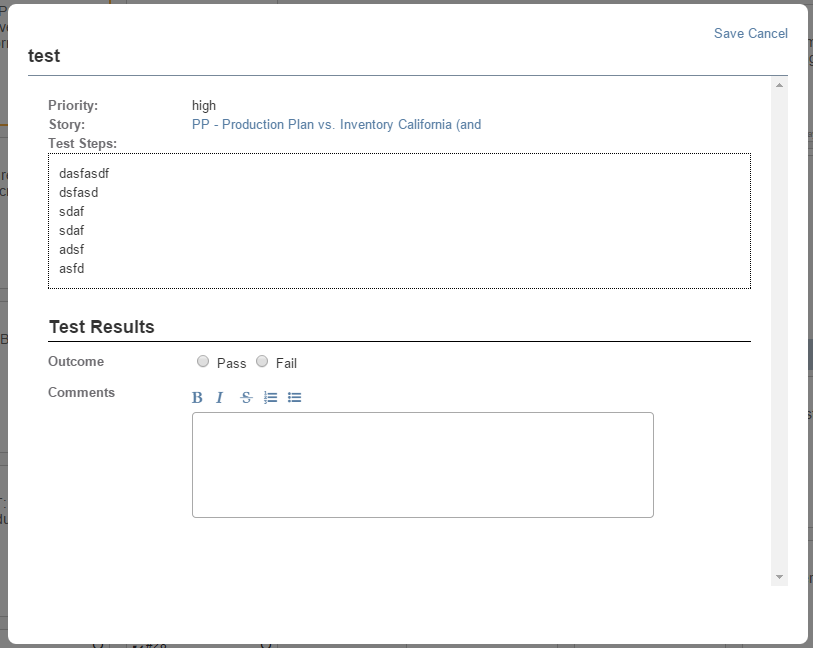 Save Cancel
test
Priority: high
Story: PP - Production Plan vs. Inventory California (and
Test Steps:
dasfasdf
dsfasd
sdaf
sdaf
adsf
asfd
Test Results
Outcome Pass Fail
Comments B I S